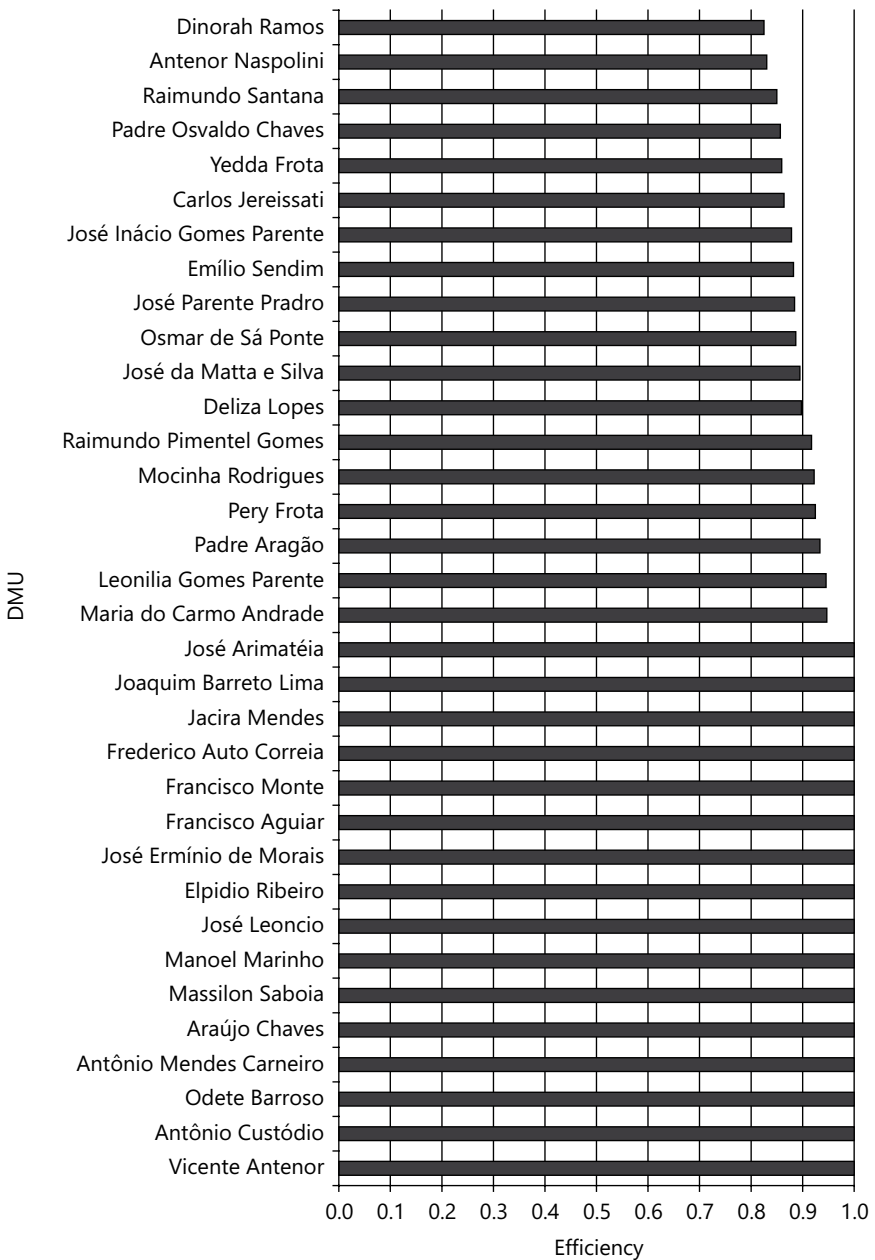 Dinorah Ramos
Antenor Naspolini
Raimundo Santana
Padre Osvaldo Chaves
Yedda Frota
Carlos Jereissati
José Inácio Gomes Parente
Emílio Sendim
José Parente Pradro
Osmar de Sá Ponte
José da Matta e Silva
Deliza Lopes
Raimundo Pimentel Gomes
Mocinha Rodrigues
Pery Frota
Padre Aragão
Leonilia Gomes Parente
Maria do Carmo Andrade
José Arimatéia
Joaquim Barreto Lima
Jacira Mendes
Frederico Auto Correia
Francisco Monte
Francisco Aguiar
José Ermínio de Morais
Elpidio Ribeiro
José Leoncio
Manoel Marinho
Massilon Saboia
Araújo Chaves
Antônio Mendes Carneiro
Odete Barroso
Antônio Custódio
Vicente Antenor
DMU
0.0 0.1 0.2 0.3 0.4 0.5 0.6 0.7 0.8 0.9 1.0
Efficiency